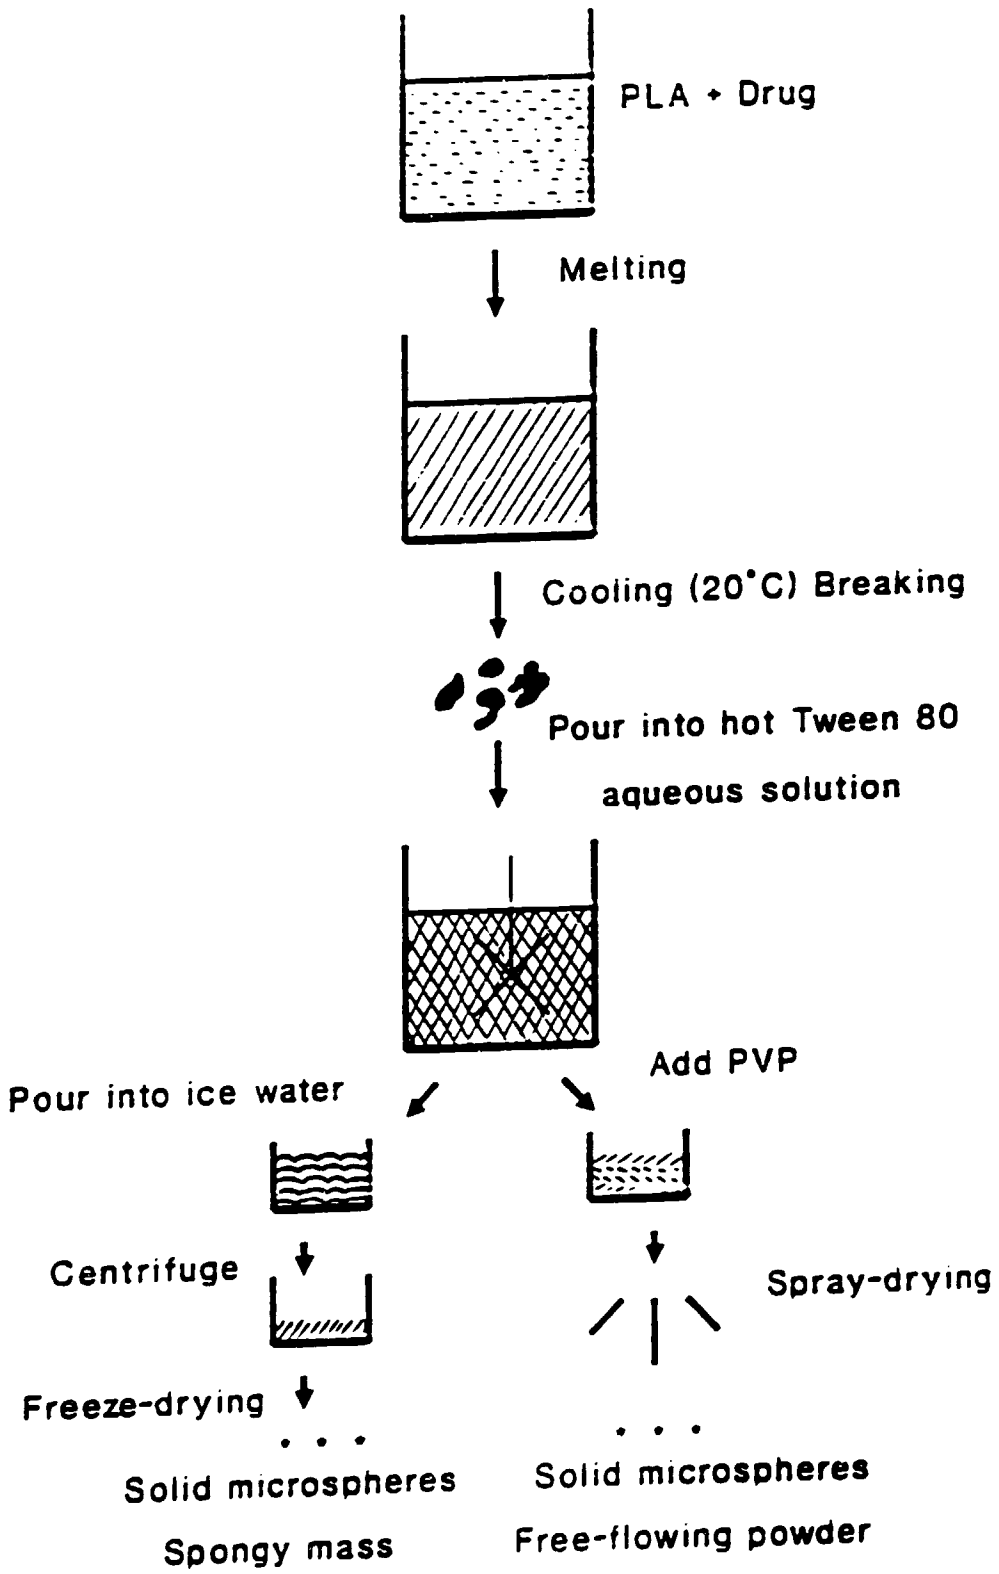 PLA + Drug
Melting
Cooling (20°C) Breaking
Pour into hot Tween 80
aqueous solution
Add PVP
Pour into ice water
Centrifuge
Spray-drying
Freeze-drying
Solid microspheres
Spongy mass
Solid microspheres
Free-flowing powder